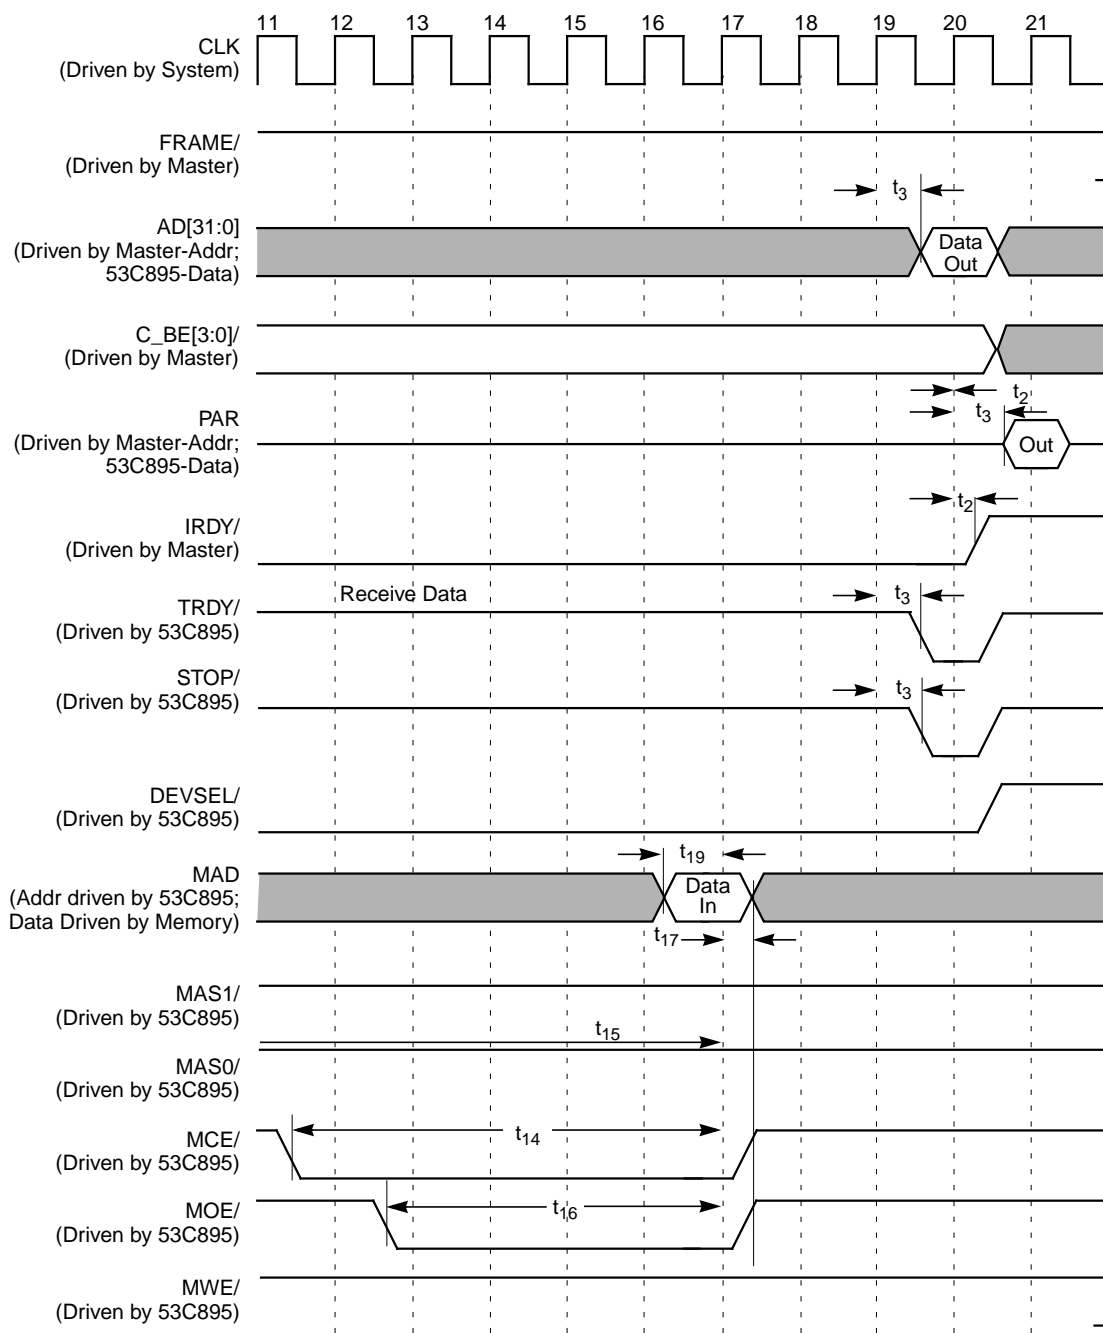 11 12 13 14 15 16 17 18 19 20 21
CLK
(Driven by System)
FRAME/
(Driven by Master)
t3
AD[31:0]
(Driven by Master-Addr;
53C895-Data)
Data
Out
C_BE[3:0]/
(Driven by Master)
t2
t3
PAR
(Driven by Master-Addr;
53C895-Data)
Out
t2
IRDY/
(Driven by Master)
Receive Data
t3
TRDY/
(Driven by 53C895)
STOP/
(Driven by 53C895)
t3
DEVSEL/
(Driven by 53C895)
t19
MAD
(Addr driven by 53C895;
Data Driven by Memory)
Data
In
t17
MAS1/
(Driven by 53C895)
t15
MAS0/
(Driven by 53C895)
MCE/
(Driven by 53C895)
t14
MOE/
(Driven by 53C895)
t16
MWE/
(Driven by 53C895)